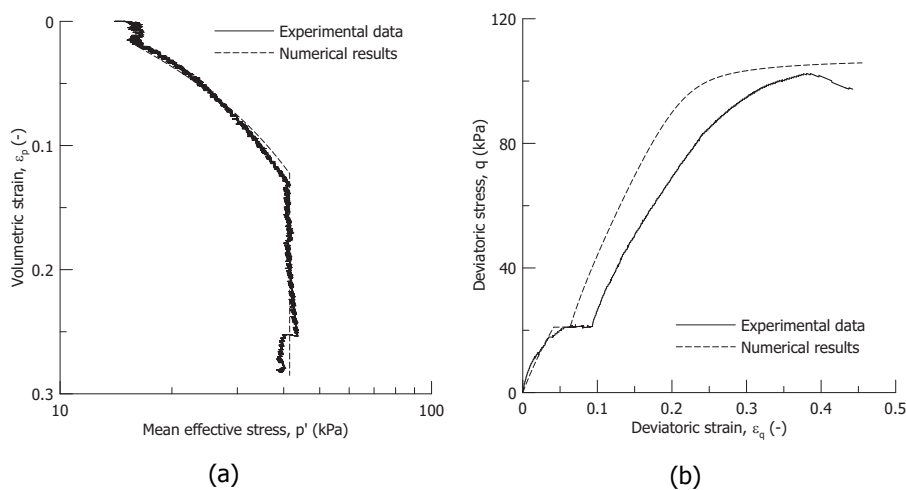 0
0.1
0.2
0.3
Volumetric strain, εp (-)
10
100
Mean effective stress, p' (kPa)
Experimental data
Numerical results
(a)
120
80
40
0
Deviatoric stress, q (kPa)
0
0.1
0.2
0.3
0.4
0.5
Deviatoric strain, εq (-)
Experimental data
Numerical results
(b)